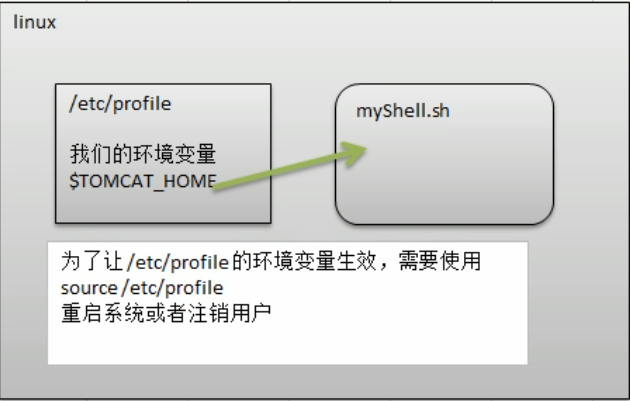 linux
/etc/profile
我们的环境变量
$TOMCAT_HOME
myShell.sh
为了让/etc/profile的环境变量生效，需要使用
source /etc/profile
重启系统或者注销用户